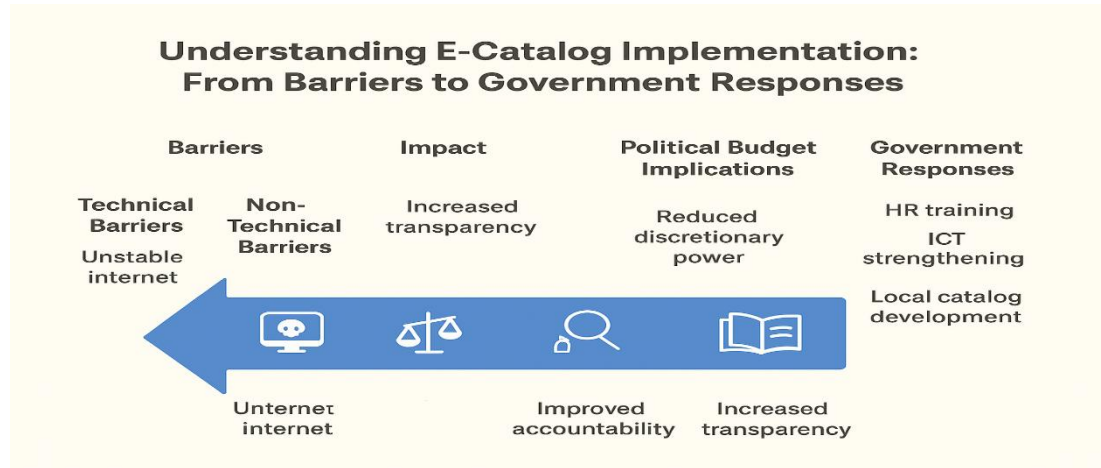 Understanding E-Catalog Implementation:
From Barriers to Government Responses
Barriers
Impact
Political Budget
Implications
Government
Responses
Technical
Barriers
Unstable
internet
Non-
Technical
Barriers
Increased
transparency
Reduced
discretionary
power
HR training
ICT
strengthening
Local catalog
development
Unternet
internet
Improved
accountability
Increased
transparency